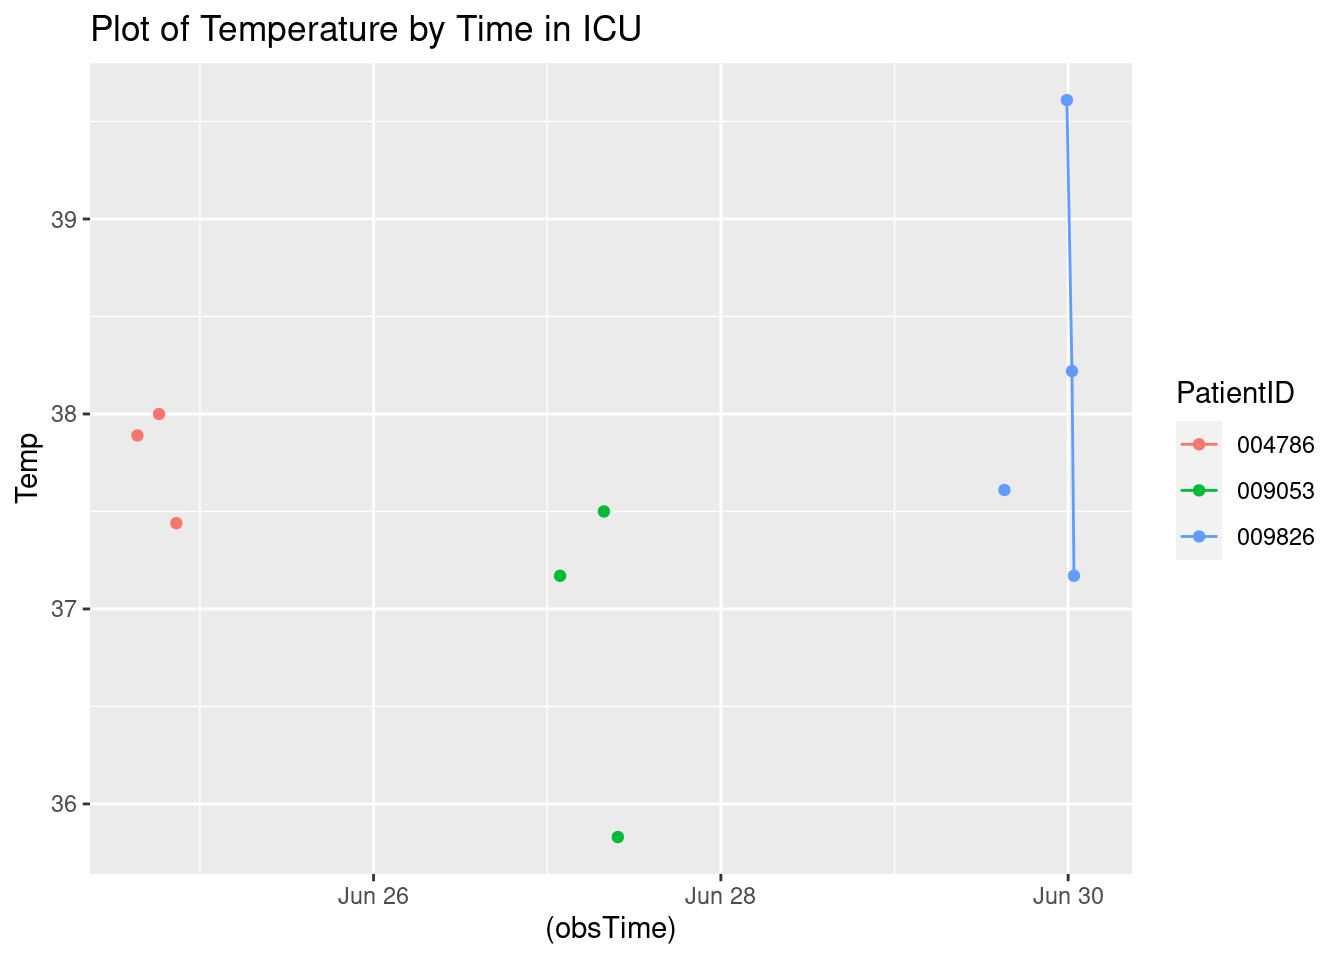 Plot of Temperature by Time in ICU
39
38
37
36
Temp
Jun 26
Jun 28
Jun 30
(obsTime)
PatientID
004786
009053
009826